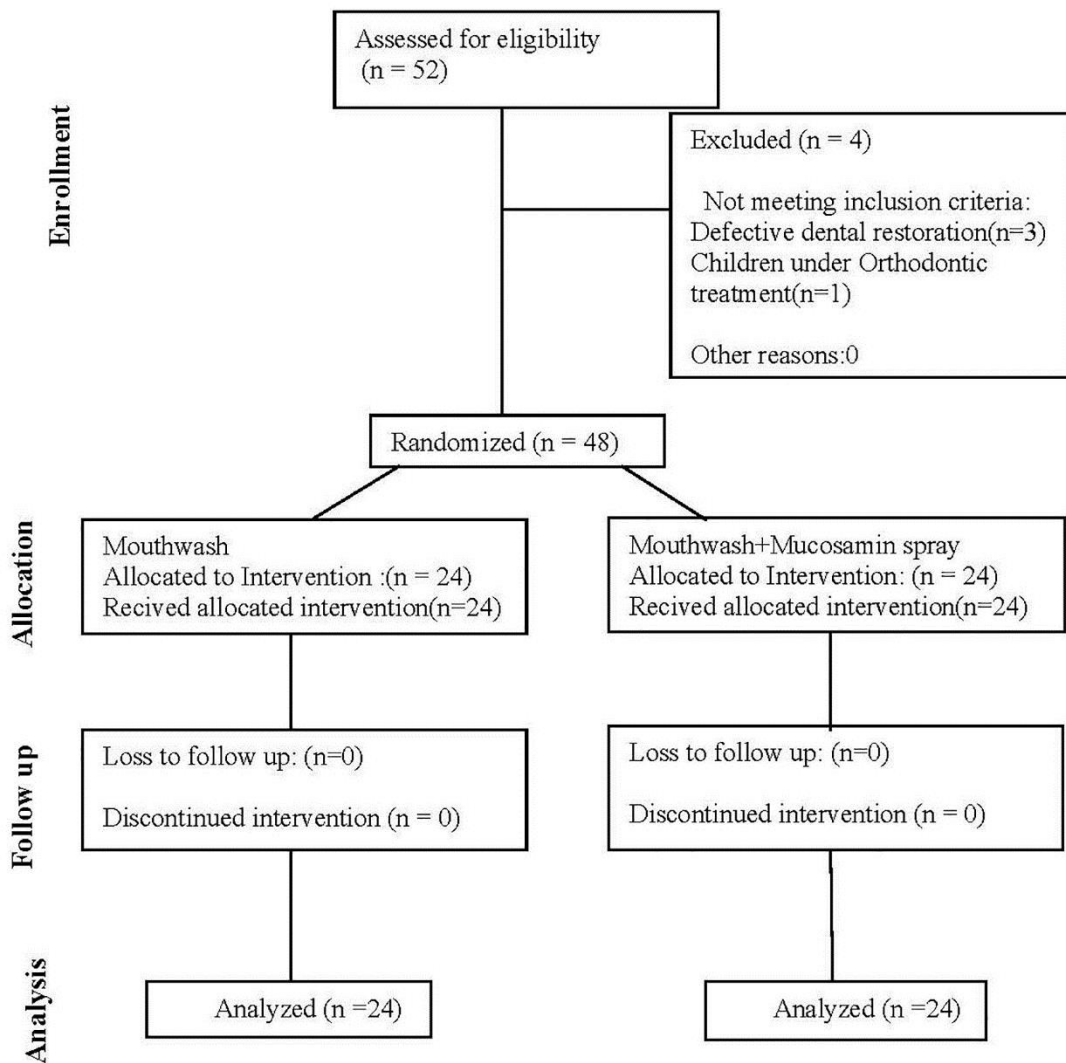 Enrollment
Assessed for eligibility
(n = 52)
Excluded (n = 4)
Not meeting inclusion criteria:
Defective dental restoration(n=3)
Children under Orthodontic
treatment(n=1)
Other reasons:0
Randomized (n = 48)
Allocation
Mouthwash
Allocated to Intervention :(n = 24)
Recived allocated intervention(n=24)
Mouthwash+Mucosamin spray
Allocated to Intervention: (n = 24)
Recived allocated intervention(n=24)
Follow up
Loss to follow up: (n=0)
Discontinued intervention (n = 0)
Loss to follow up: (n=0)
Discontinued intervention (n = 0)
Analysis
Analyzed (n =24)
Analyzed (n =24)